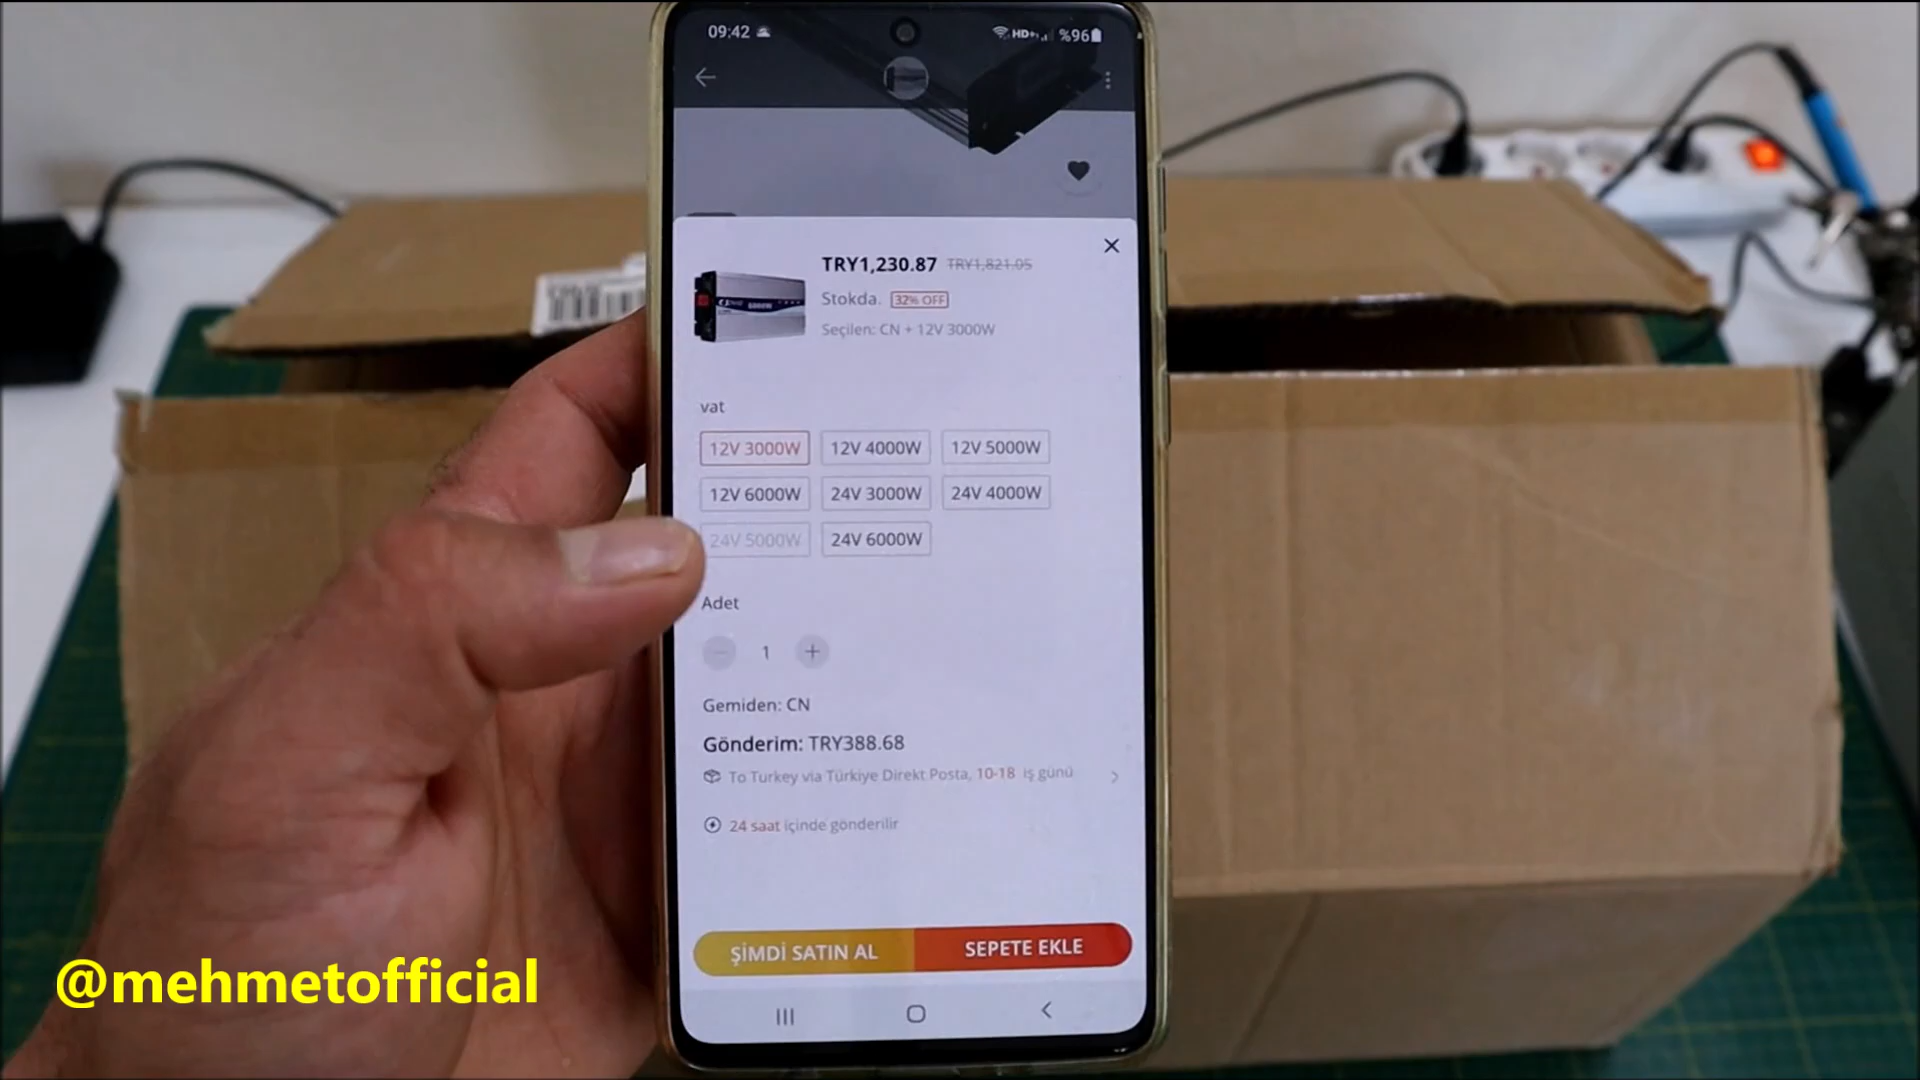 09:42
HD+ %96
TRY1,230.87 TRY1,821.05
Stokda. 32% OFF
Seçilen: CN + 12V 3000W
vat
12V 3000W 12V 4000W 12V 5000W
12V 6000W 24V 3000W 24V 4000W
24V 5000W 24V 6000W
Adet
1
Gemiden: CN
Gönderim: TRY388.68
To Turkey via Türkiye Direkt Posta, 10-18 iş günü
24 saat içinde gönderilir
ŞİMDİ SATIN AL SEPETE EKLE
@mehmetofficial